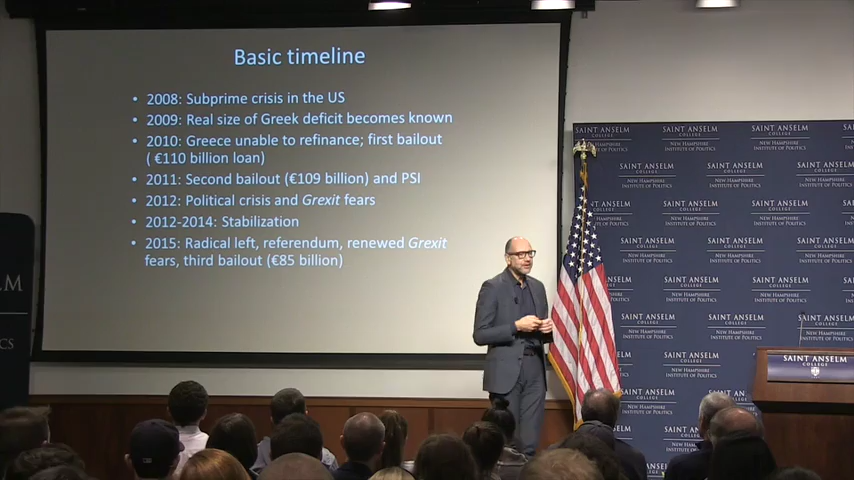 Basic timeline
• 2008: Subprime crisis in the US
• 2009: Real size of Greek deficit becomes known
• 2010: Greece unable to refinance; first bailout
( €110 billion loan)
• 2011: Second bailout (€109 billion) and PSI
• 2012: Political crisis and Grexit fears
• 2012-2014: Stabilization
• 2015: Radical left, referendum, renewed Grexit
fears, third bailout (€85 billion)
SAINT ANSELM
COLLEGE
NEW HAMPSHIRE
INSTITUTE OF POLITICS
SAINT ANSELM
COLLEGE